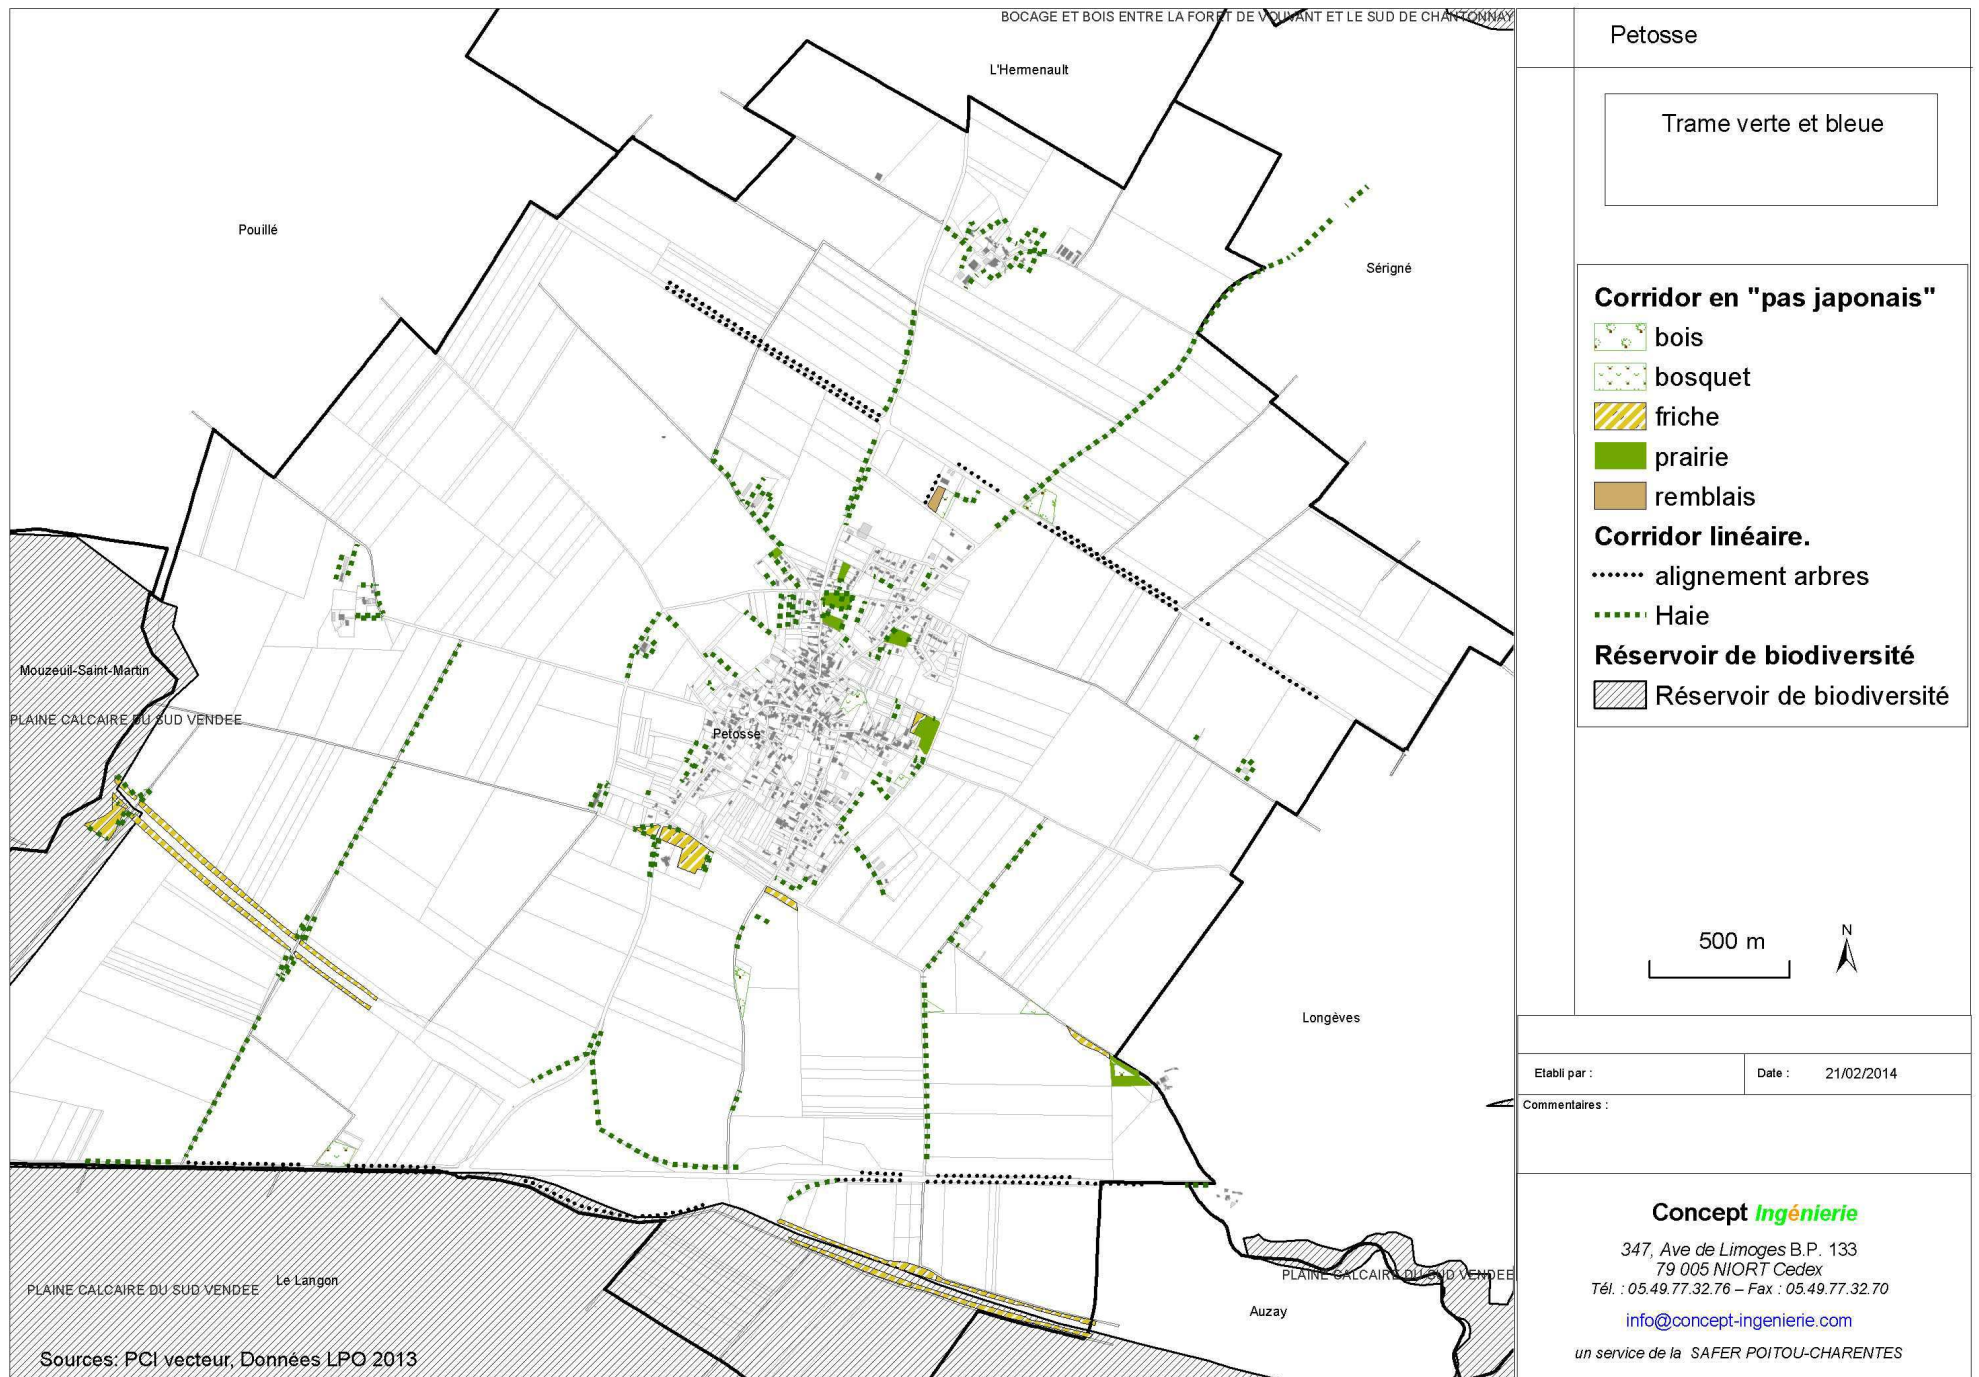 BOCAGE ET BOIS ENTRE LA FORET DE VOUVANT ET LE SUD DE CHANTONNAY
L'Hermenault
Pouillé
Sérigné
Mouzeuil-Saint-Martin
PLAINE CALCAIRE DU SUD VENDEE
Petosse
Longèves
PLAINE CALCAIRE DU SUD VENDEE
Le Langon
PLAINE CALCAIRE DU SUD VENDEE
Auzay
Sources: PCI vecteur, Données LPO 2013
Petosse
Trame verte et bleue
Corridor en "pas japonais"
bois
bosquet
friche
prairie
remblais
Corridor linéaire.
alignement arbres
Haie
Réservoir de biodiversité
Réservoir de biodiversité
500 m
N
Etabli par :
Date : 21/02/2014
Commentaires :
Concept Ingénierie
347, Ave de Limoges B.P. 133
79 005 NIORT Cedex
Tél. : 05.49.77.32.76 – Fax : 05.49.77.32.70
info@concept-ingenierie.com
un service de la SAFER POITOU-CHARENTES